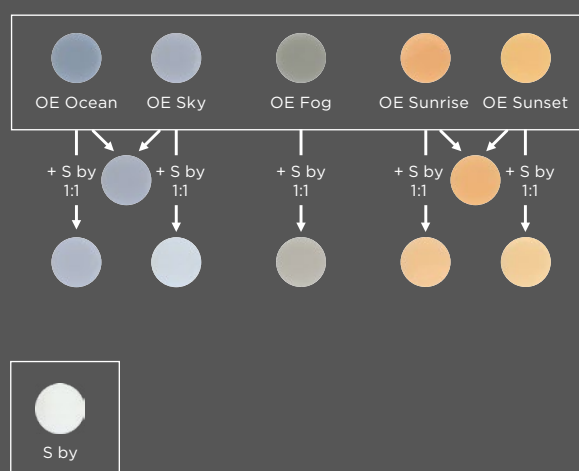 OE Ocean OE Sky OE Fog OE Sunrise OE Sunset
+ S by + S by + S by + S by + S by
1:1 1:1 1:1 1:1 1:1
S by